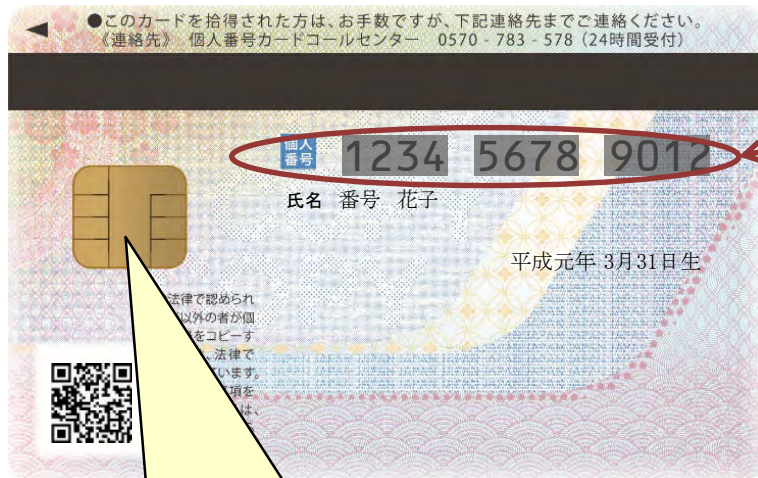 ●このカードを拾得された方は、お手数ですが、下記連絡先までご連絡ください。
《連絡先》 個人番号カードコールセンター 0570 - 783 - 578（24時間受付）
個人番号 1234 5678 9012
氏名 番号 花子
平成元年 3月31日生
法律で認められ
以外の者が個
をコピーす
法律で
います。
項を
は、